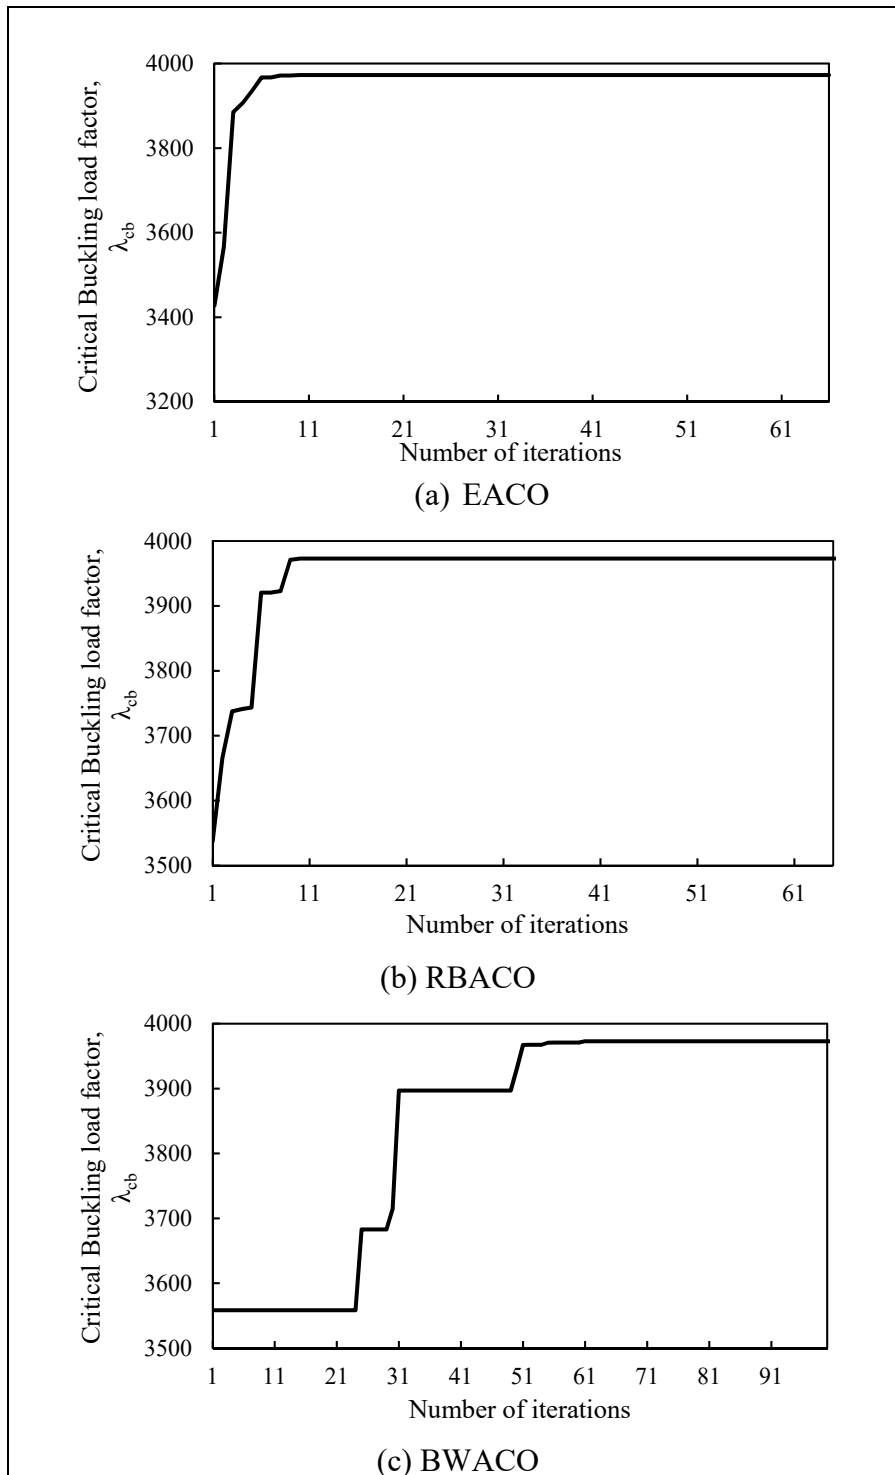 Critical Buckling load factor,
λcb
4000
3800
3600
3400
3200
1 11 21 31 41 51 61
Number of iterations
(a) EACO
Critical Buckling load factor,
λcb
4000
3900
3800
3700
3600
3500
1 11 21 31 41 51 61
Number of iterations
(b) RBACO
Critical Buckling load factor,
λcb
4000
3900
3800
3700
3600
3500
1 11 21 31 41 51 61 71 81 91
Number of iterations
(c) BWACO